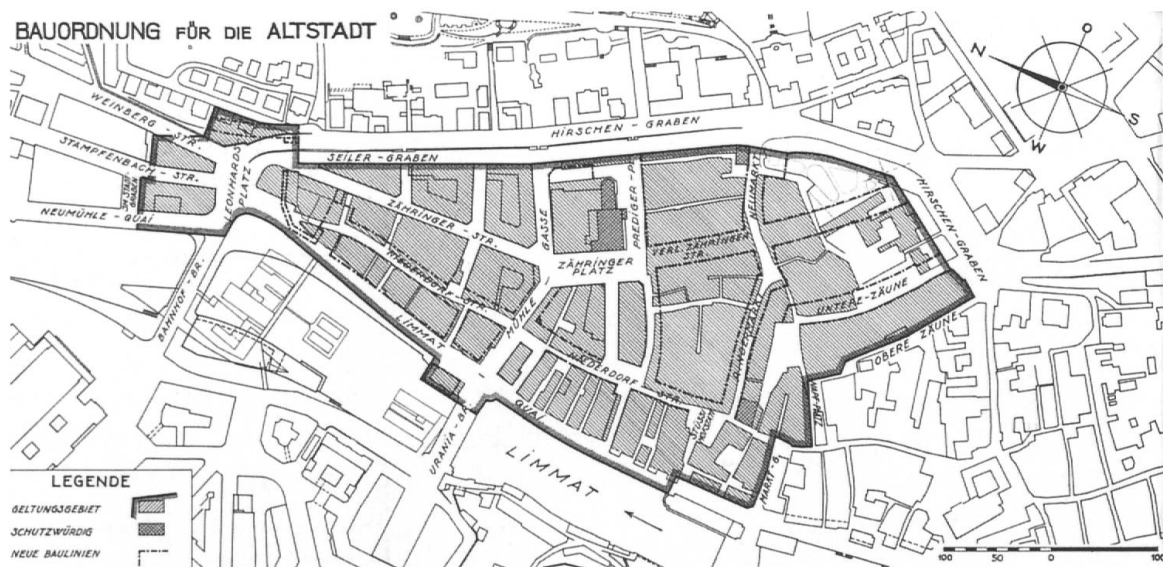 BAUORDNUNG FÜR DIE ALTSTADT
N
O
S
W
WEINBERG - STR.
STAMPFENBACH - STR.
NEUMÜHLE - QUAI
BAHNHOF - BR.
LEONHARDS
PLATZ
SEILER - GRABEN
HIRSCHEN - GRABEN
HIRSCHEN - GRABEN
ZÄHRINGER - STR.
NIEDERDORF - STR.
LIMMAT
QUAI
MÜHLE -
GASSE
ZÄHRINGER
PLATZ
PREDIGER - P.
VERL. ZÄHRINGER
STR.
NEUMARKT
UNTERE - ZÄUNE
OBERE ZÄUNE
NIEDERDORF
STR.
MARKT - G.
URANIA - BR.
LIMMAT
LEGENDE
GELTUNGSGEBIET
SCHUTZWÜRDIG
NEUE BAULINIEN
100 50 0 100